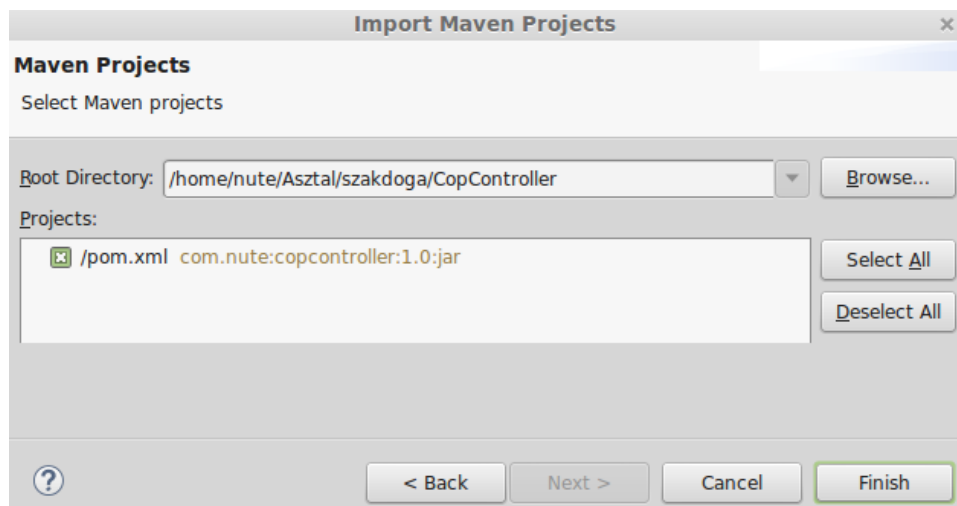 Import Maven Projects
Maven Projects
Select Maven projects
Root Directory: /home/nute/Asztal/szakdoga/CopController Browse...
Projects:
/pom.xml com.nute:copcontroller:1.0:jar
Select All
Deselect All
? < Back Next > Cancel Finish